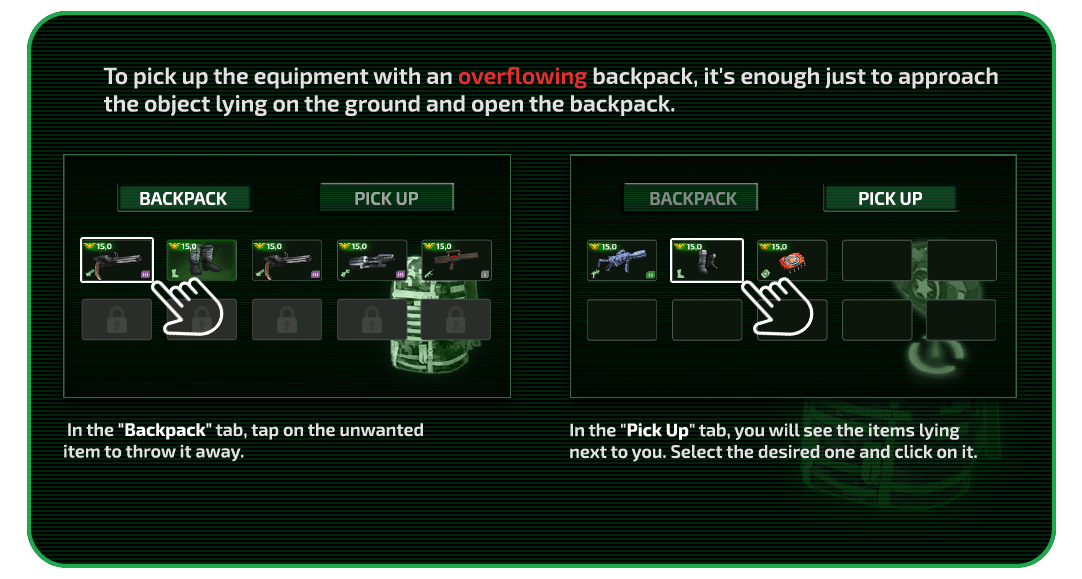 To pick up the equipment with an overflowing backpack, it's enough just to approach
the object lying on the ground and open the backpack.
BACKPACK
PICK UP
15,0
15,0
15,0
15,0
15,0
In the "Backpack" tab, tap on the unwanted
item to throw it away.
BACKPACK
PICK UP
15,0
15,0
15,0
In the "Pick Up" tab, you will see the items lying
next to you. Select the desired one and click on it.